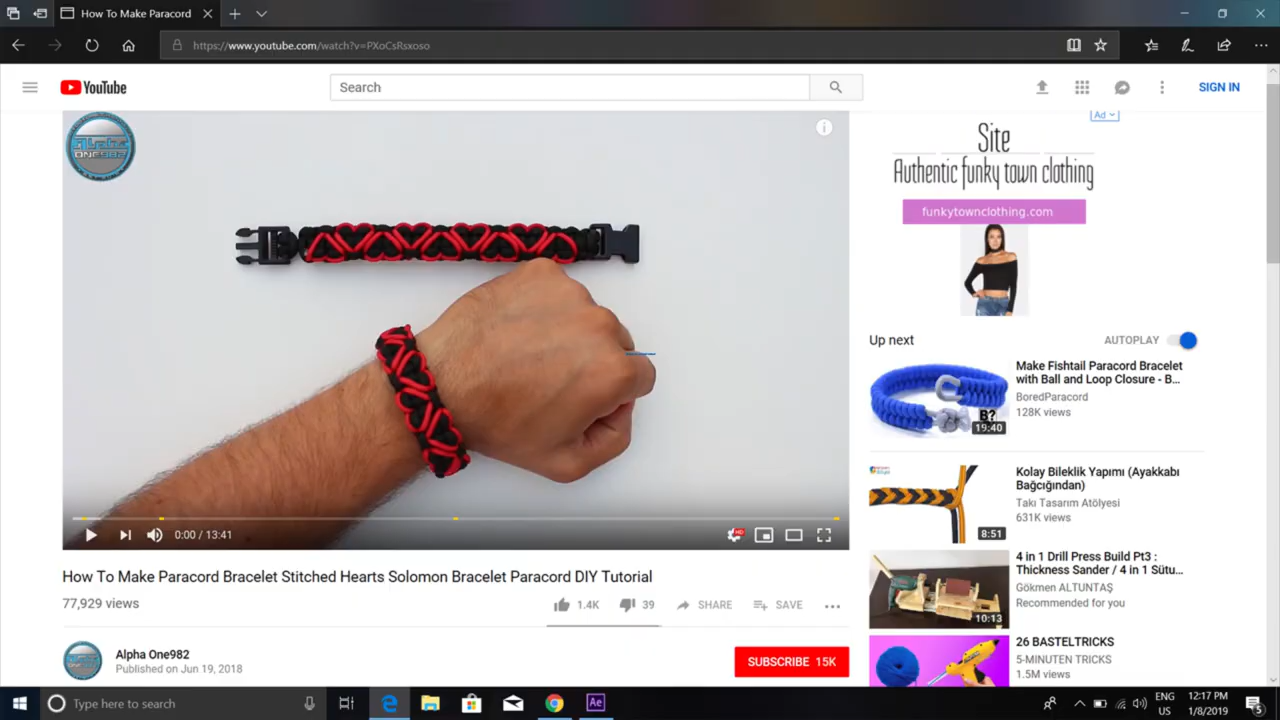 How To Make Paracord
https://www.youtube.com/watch?v=PXoCsRsxoso
YouTube
Search
SIGN IN
ALPHA
ONE982
Ad
Site
Authentic funky town clothing
funkytownclothing.com
Up next
AUTOPLAY
Make Fishtail Paracord Bracelet
with Ball and Loop Closure - B...
BoredParacord
128K views
B?
19:40
Kolay Bileklik Yapımı (Ayakkabı
Bağcığından)
Takı Tasarım Atölyesi
631K views
8:51
4 in 1 Drill Press Build Pt3 :
Thickness Sander / 4 in 1 Sütu...
Gökmen ALTUNTAŞ
Recommended for you
10:13
26 BASTELTRICKS
5-MINUTEN TRICKS
1.5M views
0:00 / 13:41
HD
How To Make Paracord Bracelet Stitched Hearts Solomon Bracelet Paracord DIY Tutorial
77,929 views
1.4K
39
SHARE
SAVE
Alpha One982
Published on Jun 19, 2018
SUBSCRIBE 15K
Type here to search
Ae
ENG
US
12:17 PM
1/8/2019
5